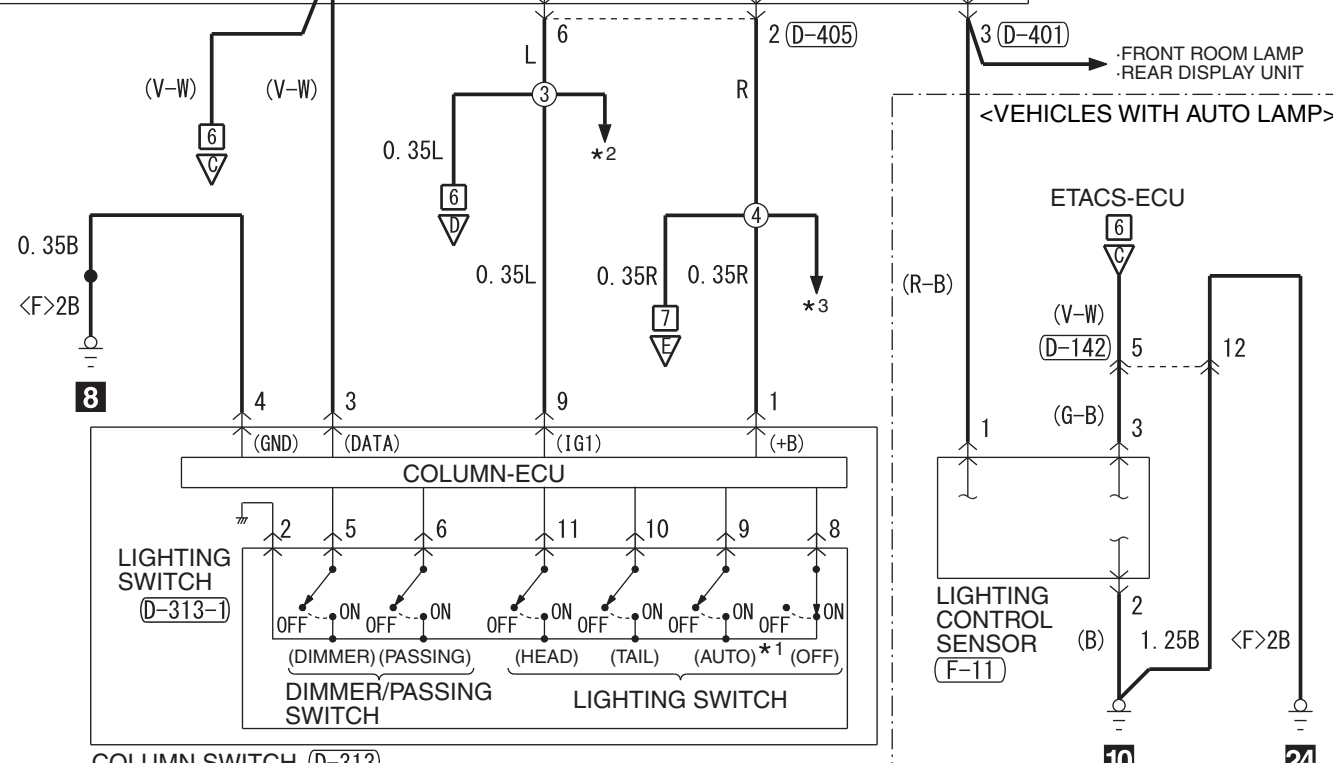 6
2 (D-405)
3 (D-401)
·FRONT ROOM LAMP
·REAR DISPLAY UNIT
L
R
(V-W)
(V-W)
3
<VEHICLES WITH AUTO LAMP>
6
C
0.35L
*2
6
D
ETACS-ECU
6
C
4
0.35B
0.35L
0.35R
0.35R
(R-B)
<F>2B
7
E
*3
(V-W)
(D-142) 5
12
8
4
3
9
1
(G-B)
1
3
(GND)
(DATA)
(IG1)
(+B)
COLUMN-ECU
2
5
6
11
10
9
8
LIGHTING
SWITCH
(D-313-1)
OFF ON
OFF ON
OFF ON
OFF ON
OFF ON
OFF ON
(DIMMER)
(PASSING)
(HEAD)
(TAIL)
(AUTO) *1
(OFF)
DIMMER/PASSING
SWITCH
LIGHTING SWITCH
LIGHTING
CONTROL
SENSOR
(F-11)
2
(B)
1.25B
<F>2B
10
24
COLUMN SWITCH (D-313)